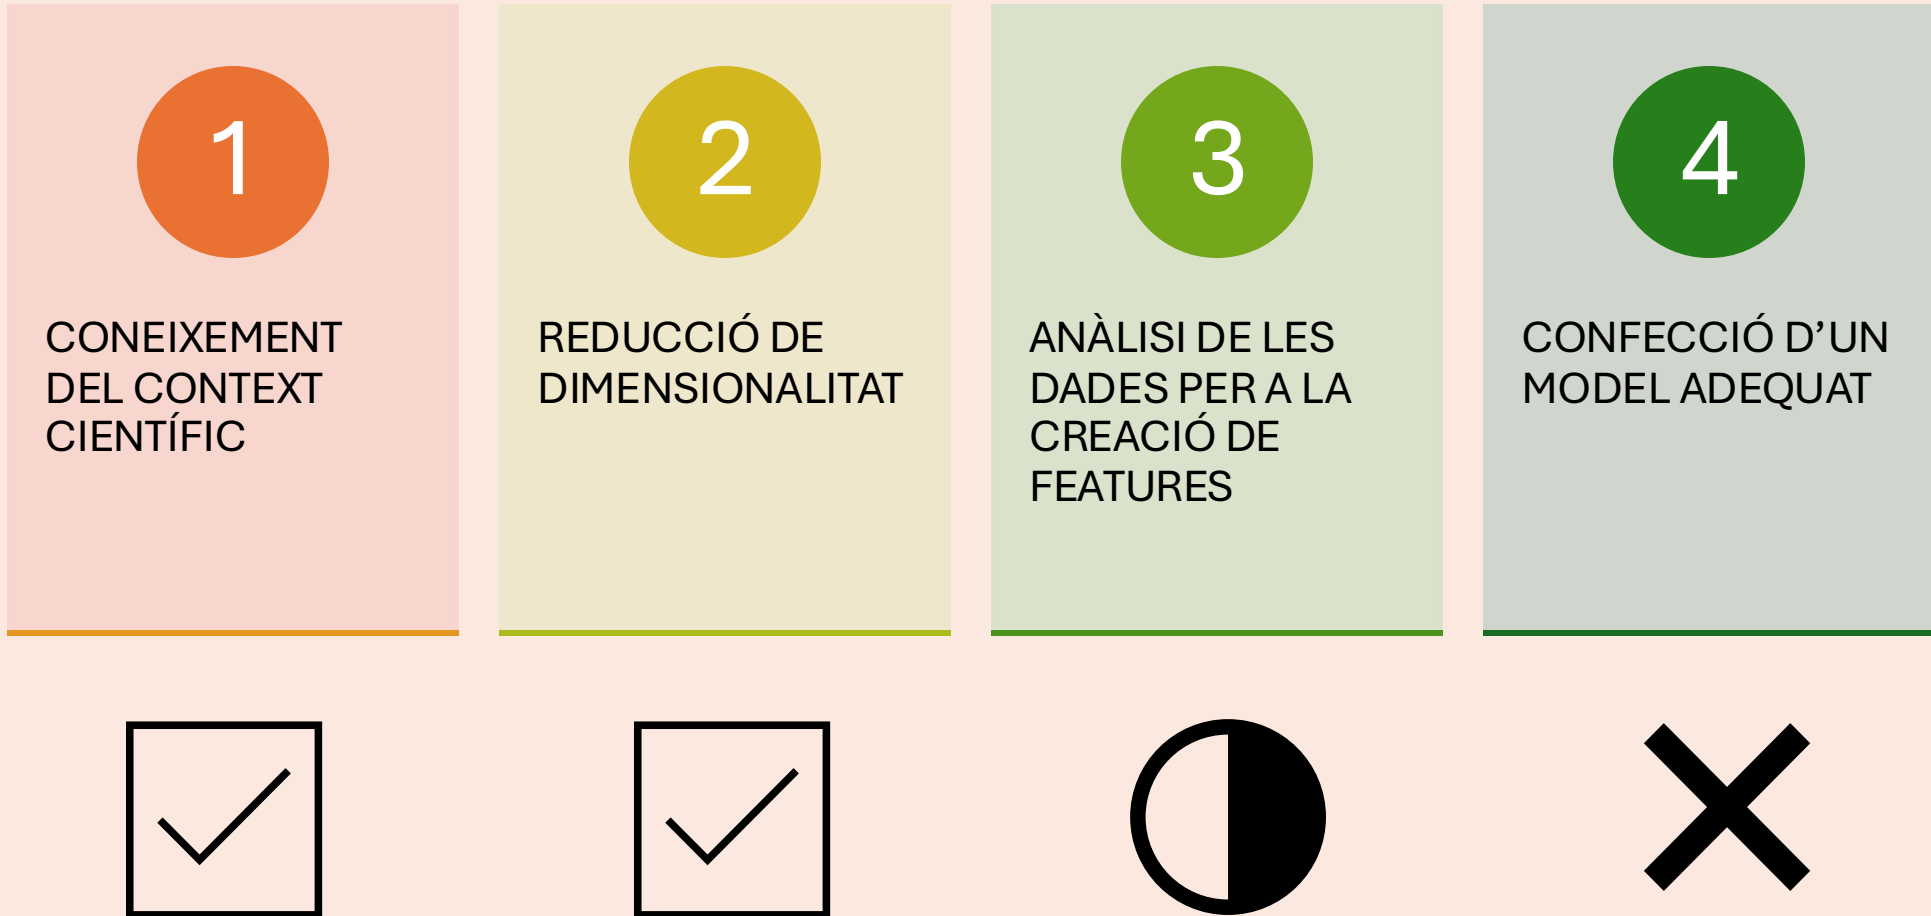 1
CONEIXEMENT
DEL CONTEXT
CIENTÍFIC
2
REDUCCIÓ DE
DIMENSIONALITAT
3
ANÀLISI DE LES
DADES PER A LA
CREACIÓ DE
FEATURES
4
CONFECCIÓ D’UN
MODEL ADEQUAT